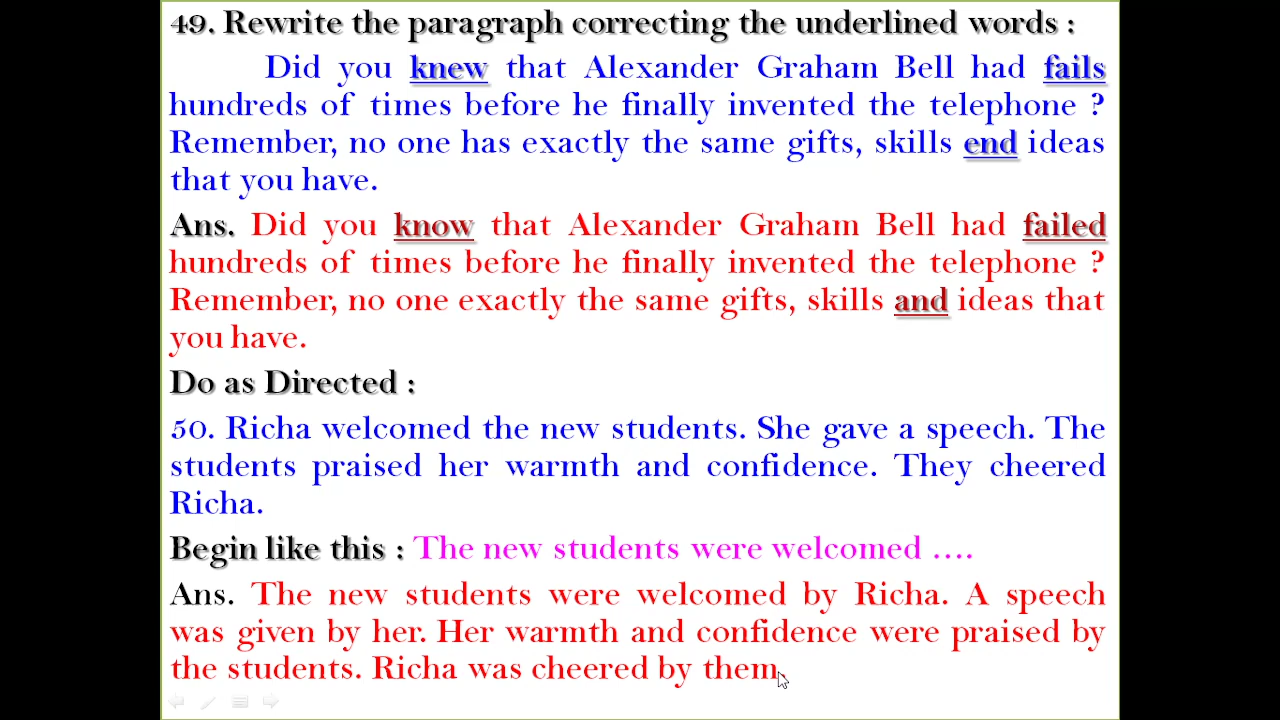 49. Rewrite the paragraph correcting the underlined words :
Did you knew that Alexander Graham Bell had fails
hundreds of times before he finally invented the telephone ?
Remember, no one has exactly the same gifts, skills end ideas
that you have.
Ans. Did you know that Alexander Graham Bell had failed
hundreds of times before he finally invented the telephone ?
Remember, no one exactly the same gifts, skills and ideas that
you have.
Do as Directed :
50. Richa welcomed the new students. She gave a speech. The
students praised her warmth and confidence. They cheered
Richa.
Begin like this : The new students were welcomed ....
Ans. The new students were welcomed by Richa. A speech
was given by her. Her warmth and confidence were praised by
the students. Richa was cheered by them.